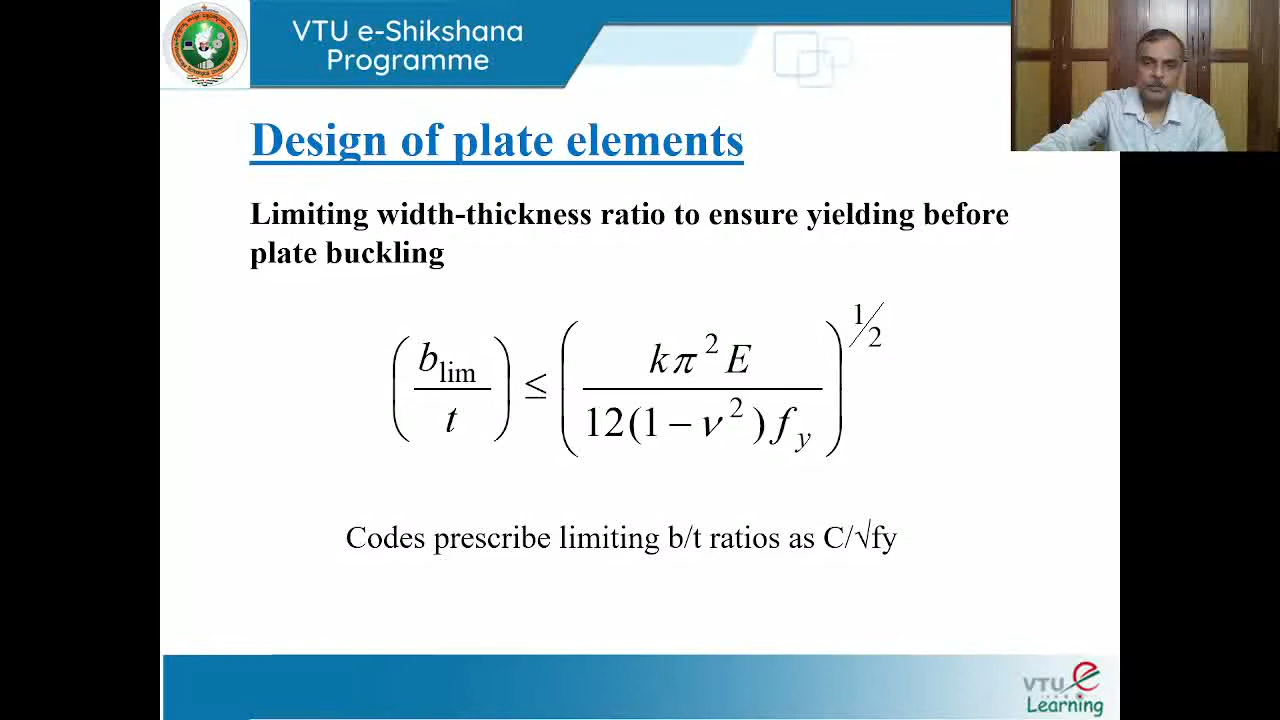 VTU e-Shikshana
Programme
Design of plate elements
Limiting width-thickness ratio to ensure yielding before
plate buckling
(b_lim / t) ≤ (kπ²E / 12(1 − ν²)f_y)^1/2
Codes prescribe limiting b/t ratios as C/√fy
VTU e
Learning